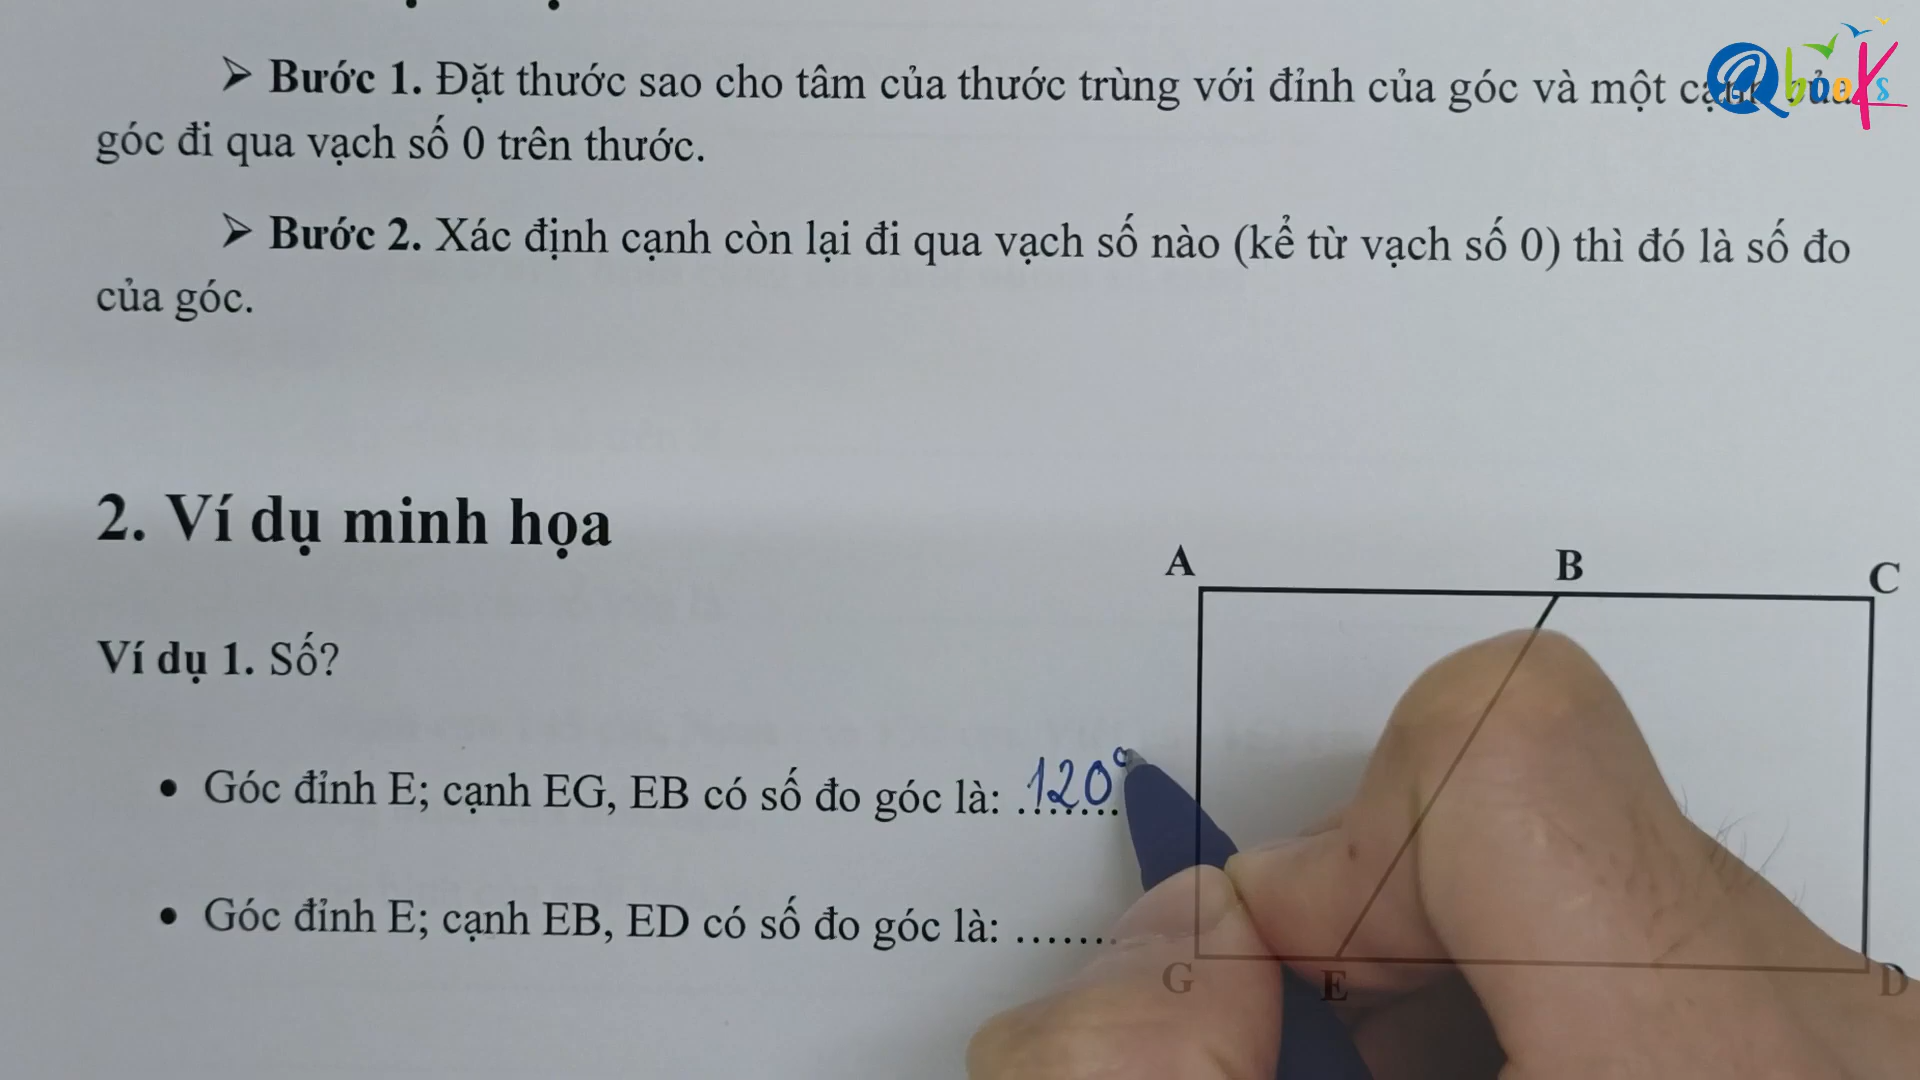 ➢ Bước 1. Đặt thước sao cho tâm của thước trùng với đỉnh của góc và một cạnh của
góc đi qua vạch số 0 trên thước.
➢ Bước 2. Xác định cạnh còn lại đi qua vạch số nào (kể từ vạch số 0) thì đó là số đo
của góc.
2. Ví dụ minh họa
Ví dụ 1. Số?
• Góc đỉnh E; cạnh EG, EB có số đo góc là: 120°
• Góc đỉnh E; cạnh EB, ED có số đo góc là: .......
A B C
G E D
Qbooks